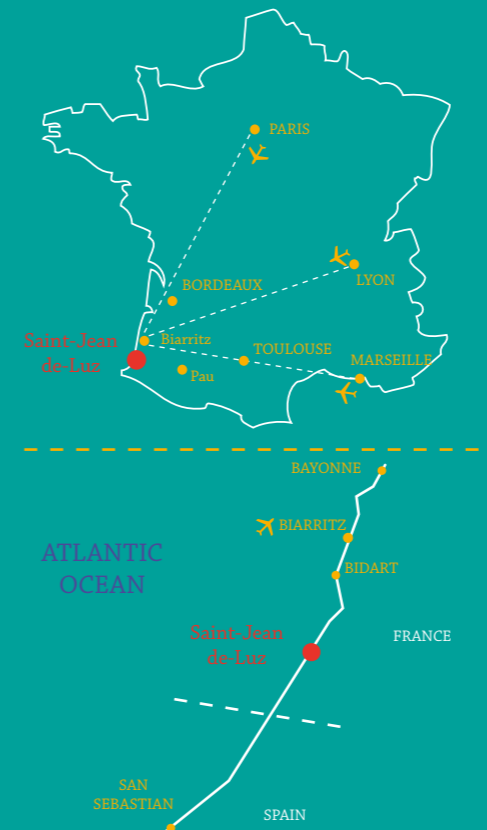 PARIS
BORDEAUX
LYON
Saint-Jean
de-Luz
Biarritz
TOULOUSE
MARSEILLE
Pau
BAYONNE
BIARRITZ
ATLANTIC
OCEAN
BIDART
Saint-Jean
de-Luz
FRANCE
SAN
SEBASTIAN
SPAIN